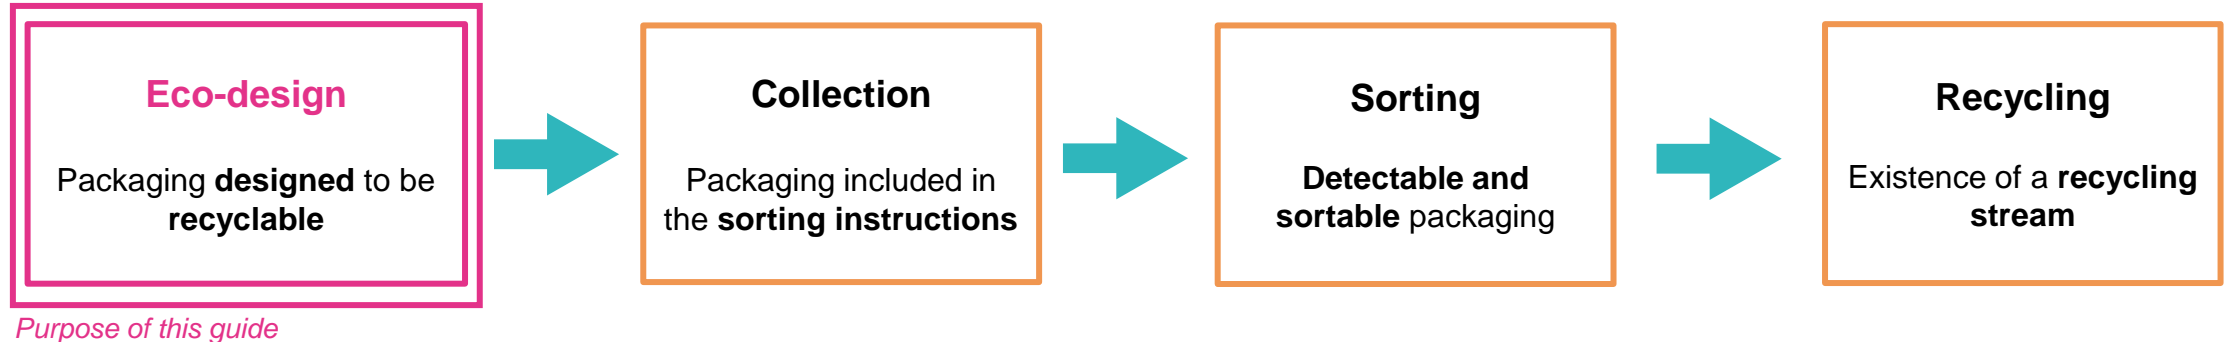 Eco-design
Packaging designed to be
recyclable
Purpose of this guide
Collection
Packaging included in
the sorting instructions
Sorting
Detectable and
sortable packaging
Recycling
Existence of a recycling
stream